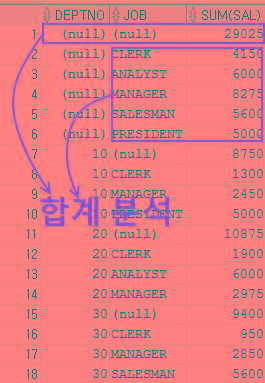 DEPTNO JOB SUM(SAL)
1 (null) (null) 29025
2 (null) CLERK 4150
3 (null) ANALYST 6000
4 (null) MANAGER 8275
5 (null) SALESMAN 5600
6 (null) PRESIDENT 5000
7 10 (null) 8750
8 10 CLERK 1300
9 10 MANAGER 2450
10 10 PRESIDENT 5000
합계 분석
11 20 (null) 10875
12 20 CLERK 1900
13 20 ANALYST 6000
14 20 MANAGER 2975
15 30 (null) 9400
16 30 CLERK 950
17 30 MANAGER 2850
18 30 SALESMAN 5600